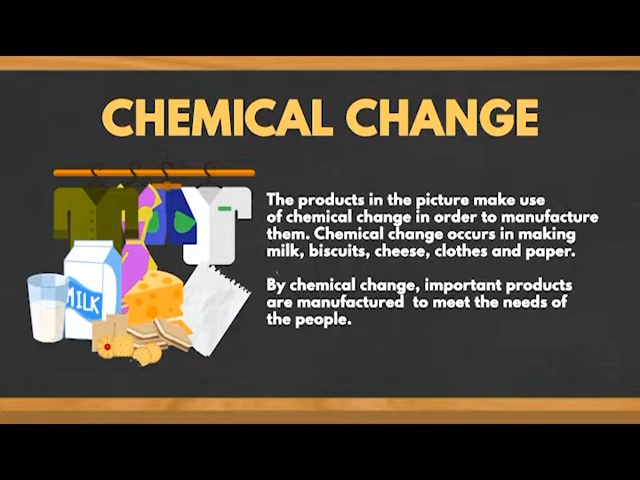 CHEMICAL CHANGE
The products in the picture make use
of chemical change in order to manufacture
them. Chemical change occurs in making
milk, biscuits, cheese, clothes and paper.
By chemical change, important products
are manufactured to meet the needs of
the people.
MILK